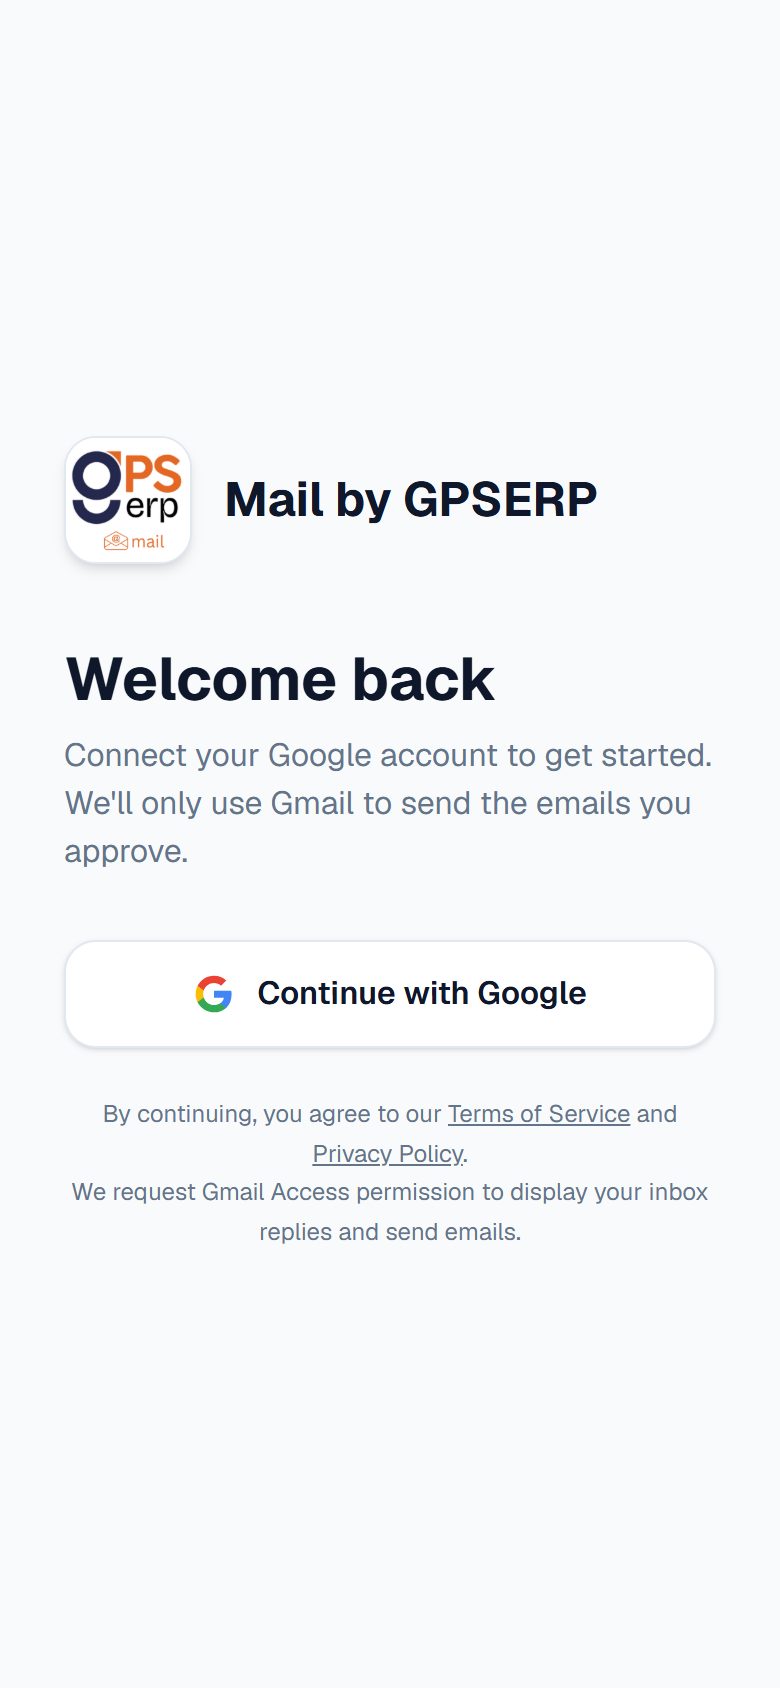 gPS
erp
mail
Mail by GPSERP
Welcome back
Connect your Google account to get started.
We'll only use Gmail to send the emails you
approve.
Continue with Google
By continuing, you agree to our Terms of Service and
Privacy Policy.
We request Gmail Access permission to display your inbox
replies and send emails.